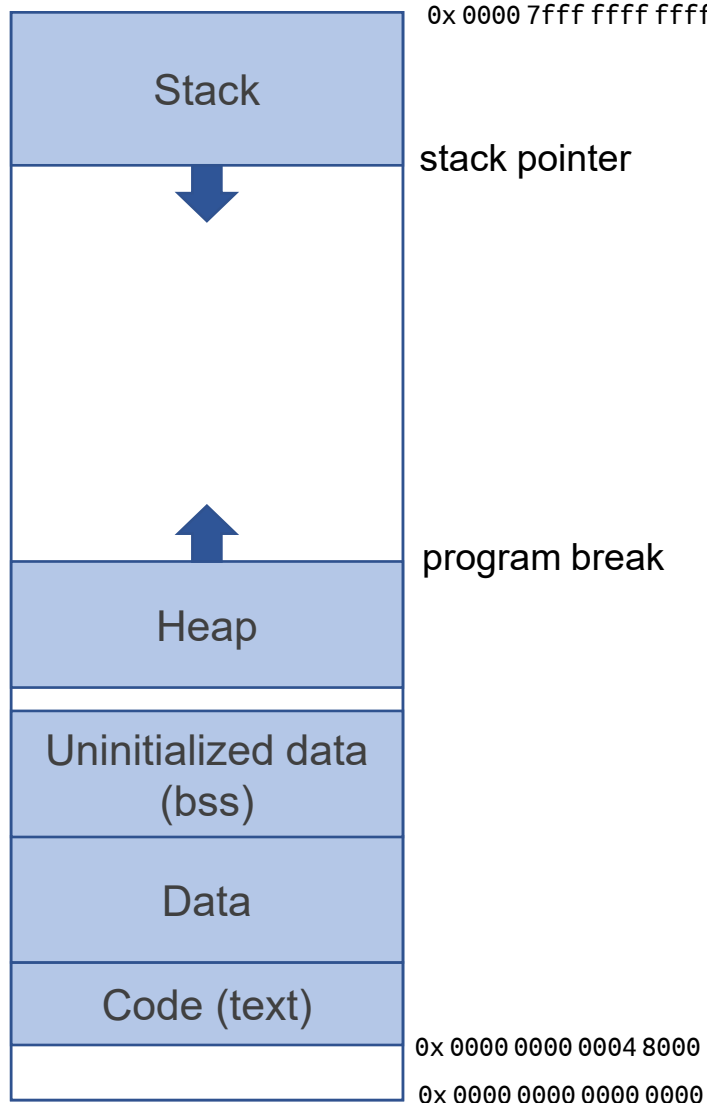 0x 0000 7fff ffff ffff
Stack
stack pointer
program break
Heap
Uninitialized data
(bss)
Data
Code (text)
0x 0000 0000 0004 8000
0x 0000 0000 0000 0000